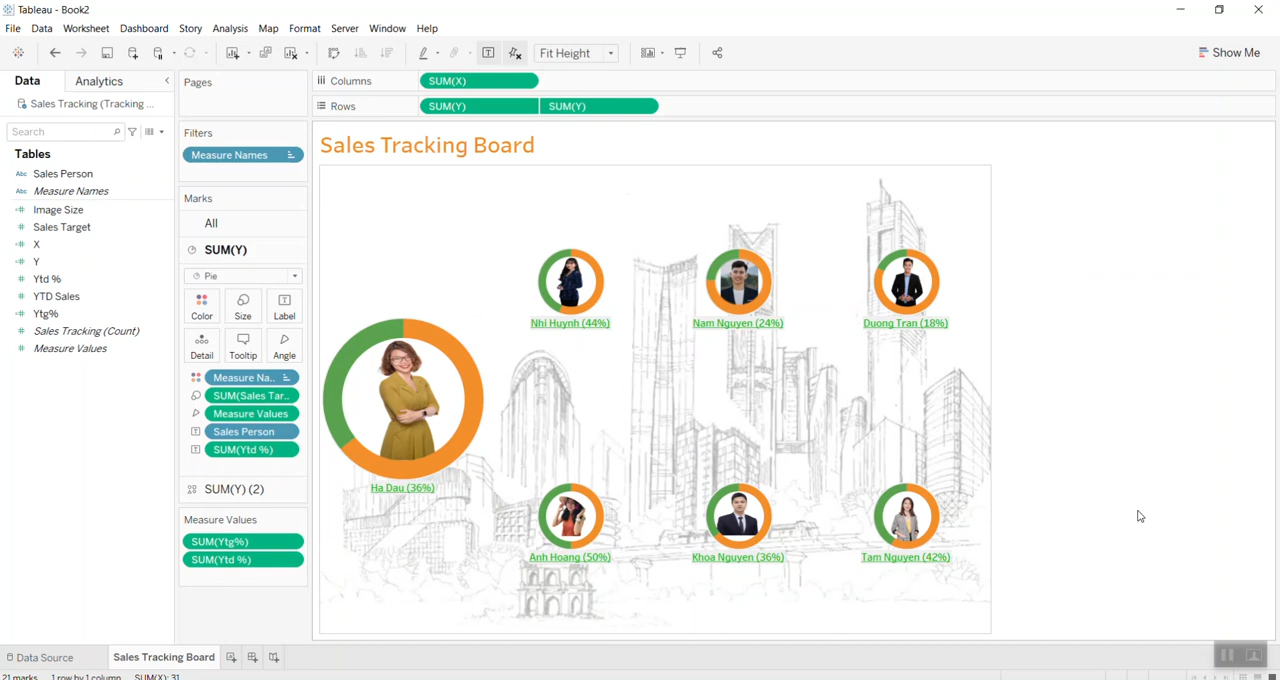 Tableau - Book2
File Data Worksheet Dashboard Story Analysis Map Format Server Window Help
Fit Height
Show Me
Data Analytics
Pages
Columns SUM(X)
Sales Tracking (Tracking ...
Rows SUM(Y) SUM(Y)
Search
Filters
Measure Names
Tables
Abc Sales Person
Abc Measure Names
# Image Size
# Sales Target
# X
# Y
# Ytd %
# YTD Sales
# Ytg%
# Sales Tracking (Count)
# Measure Values
Marks
All
SUM(Y)
Pie
Color Size Label
Detail Tooltip Angle
Measure Na..
SUM(Sales Tar..
Measure Values
Sales Person
SUM(Ytd %)
SUM(Y) (2)
Measure Values
SUM(Ytg%)
SUM(Ytd %)
Sales Tracking Board
Nhi Huynh (44%) Nam Nguyen (24%) Duong Tran (18%)
Ha Dau (36%)
Anh Hoang (50%) Khoa Nguyen (36%) Tam Nguyen (42%)
Data Source Sales Tracking Board
21 marks 1 row by 1 column SUM(X): 31